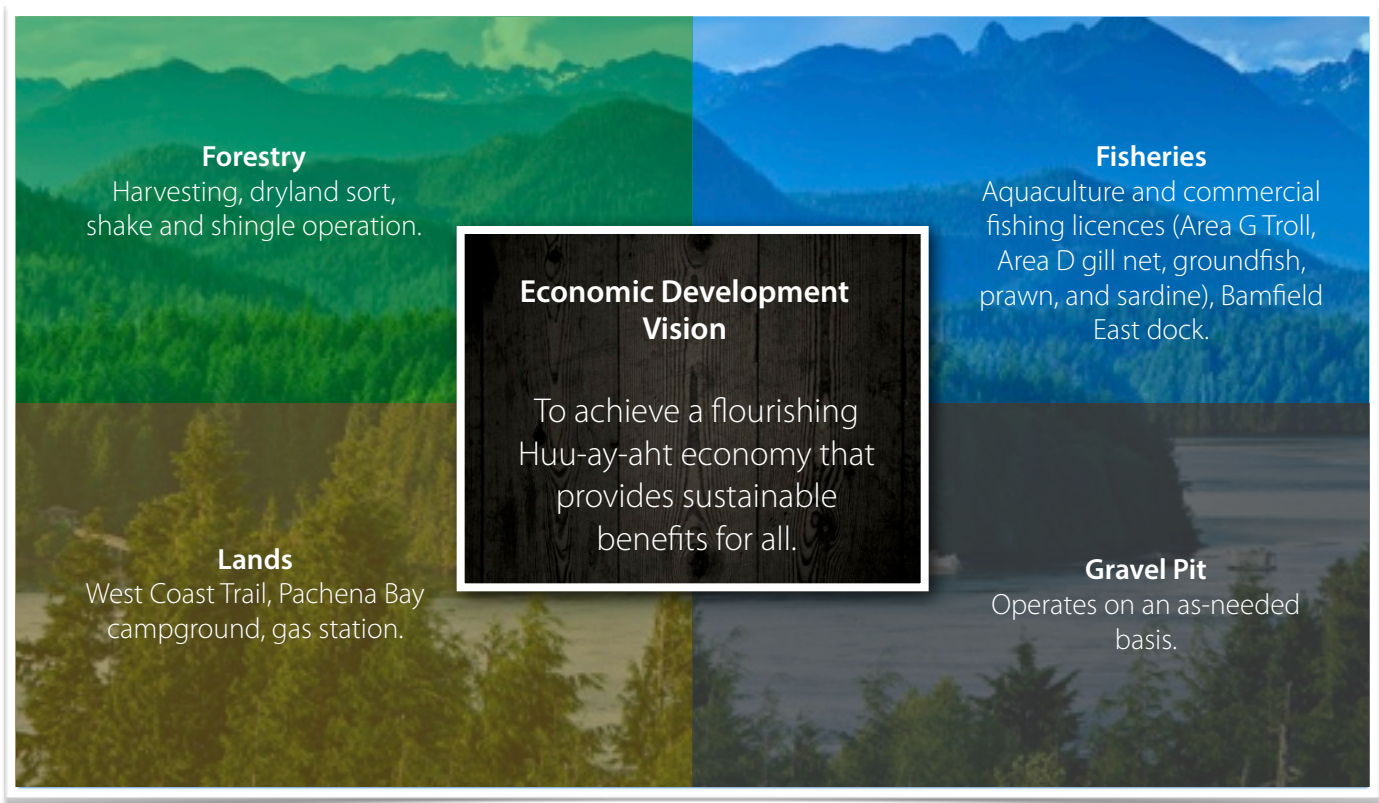 Forestry
Harvesting, dryland sort,
shake and shingle operation.
Fisheries
Aquaculture and commercial
fishing licences (Area G Troll,
Area D gill net, groundfish,
prawn, and sardine), Bamfield
East dock.
Economic Development
Vision
To achieve a flourishing
Huu-ay-aht economy that
provides sustainable
benefits for all.
Lands
West Coast Trail, Pachena Bay
campground, gas station.
Gravel Pit
Operates on an as-needed
basis.